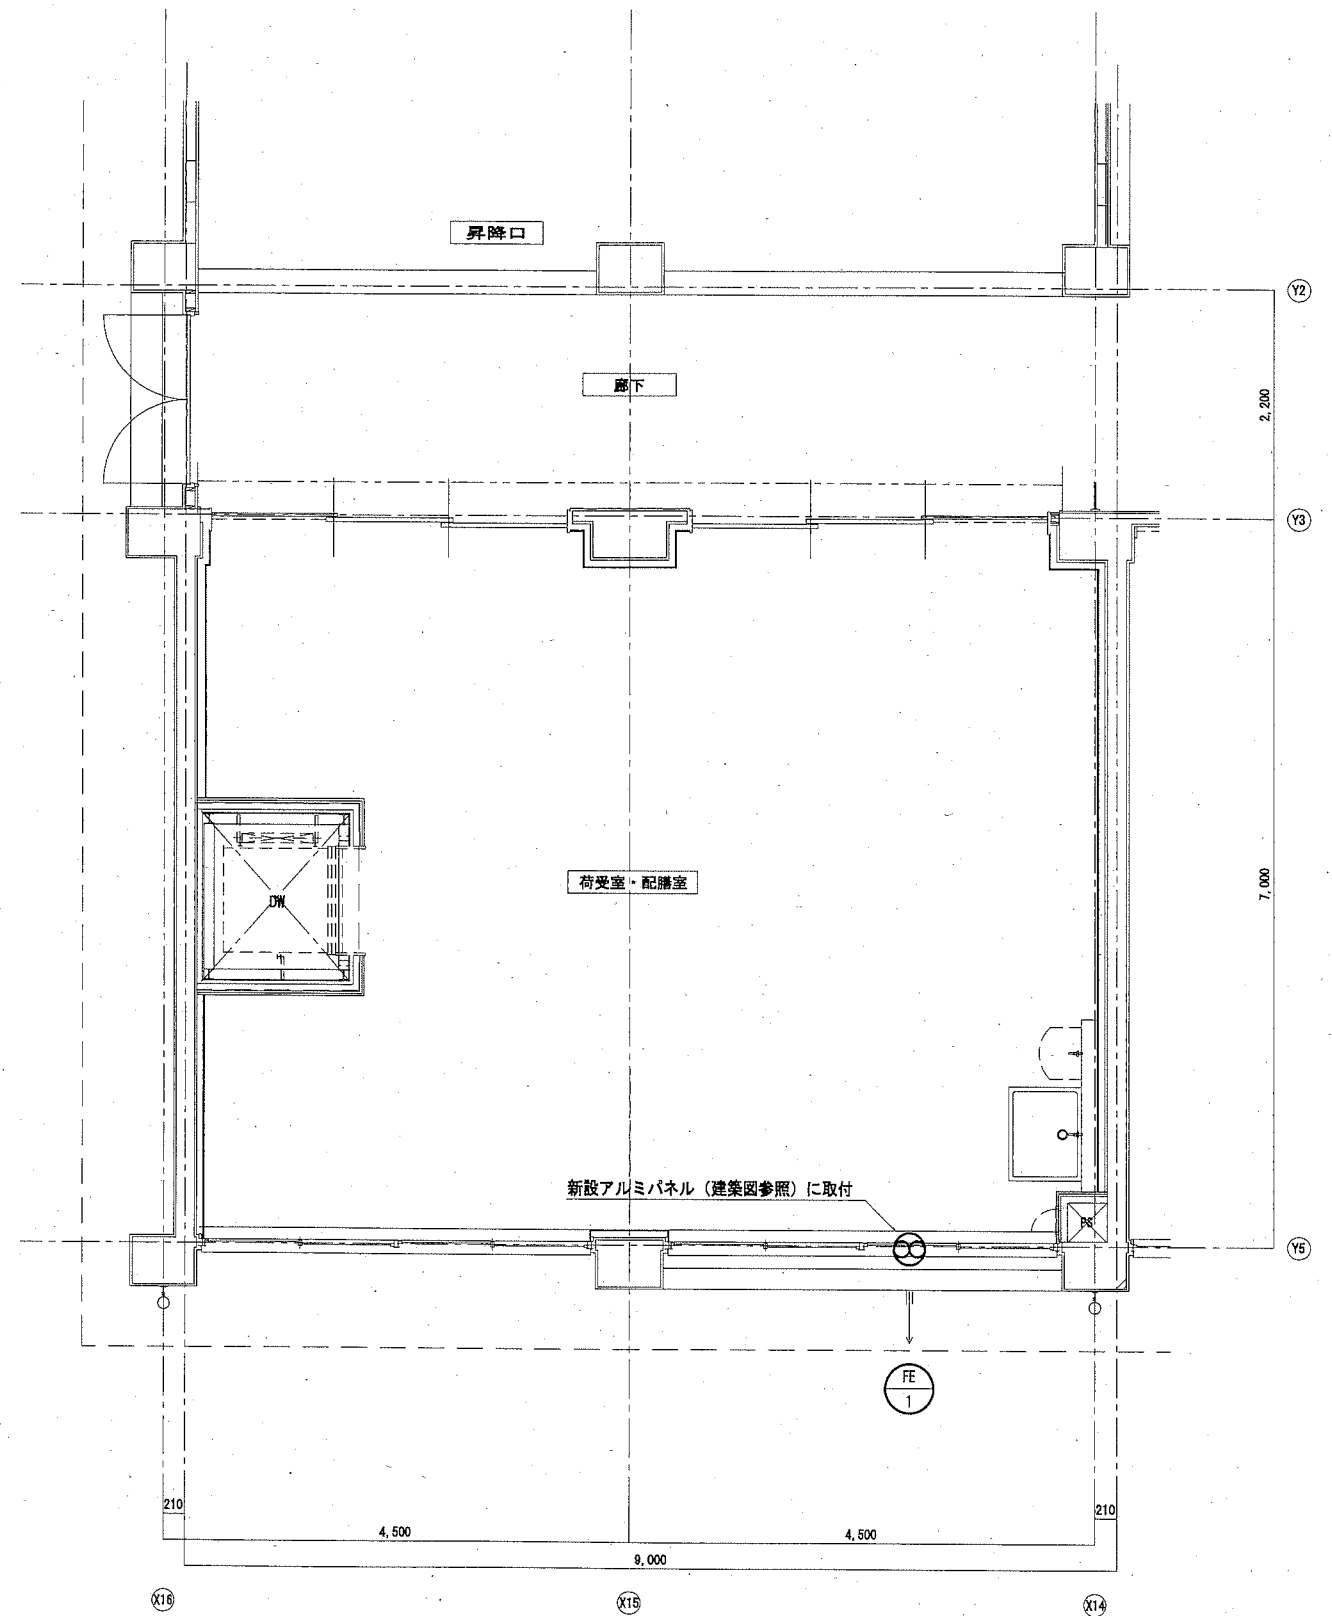 昇降口
Y2
廊下
2,200
Y3
荷受室・配膳室
DW
7,000
新設アルミパネル（建築図参照）に取付
PS
Y5
FE
1
210
210
4,500
4,500
9,000
X16
X15
X14